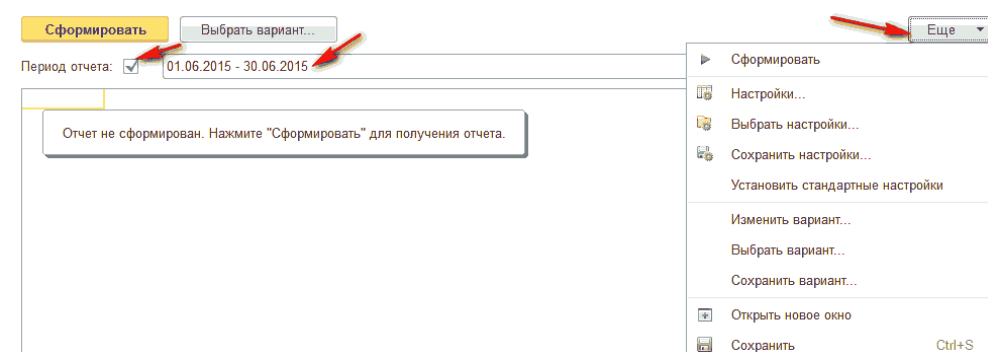 Сформировать
Выбрать вариант...
Еще
Период отчета:
01.06.2015 - 30.06.2015
Отчет не сформирован. Нажмите "Сформировать" для получения отчета.
Сформировать
Настройки...
Выбрать настройки...
Сохранить настройки...
Установить стандартные настройки
Изменить вариант...
Выбрать вариант...
Сохранить вариант...
Открыть новое окно
Сохранить Ctrl+S